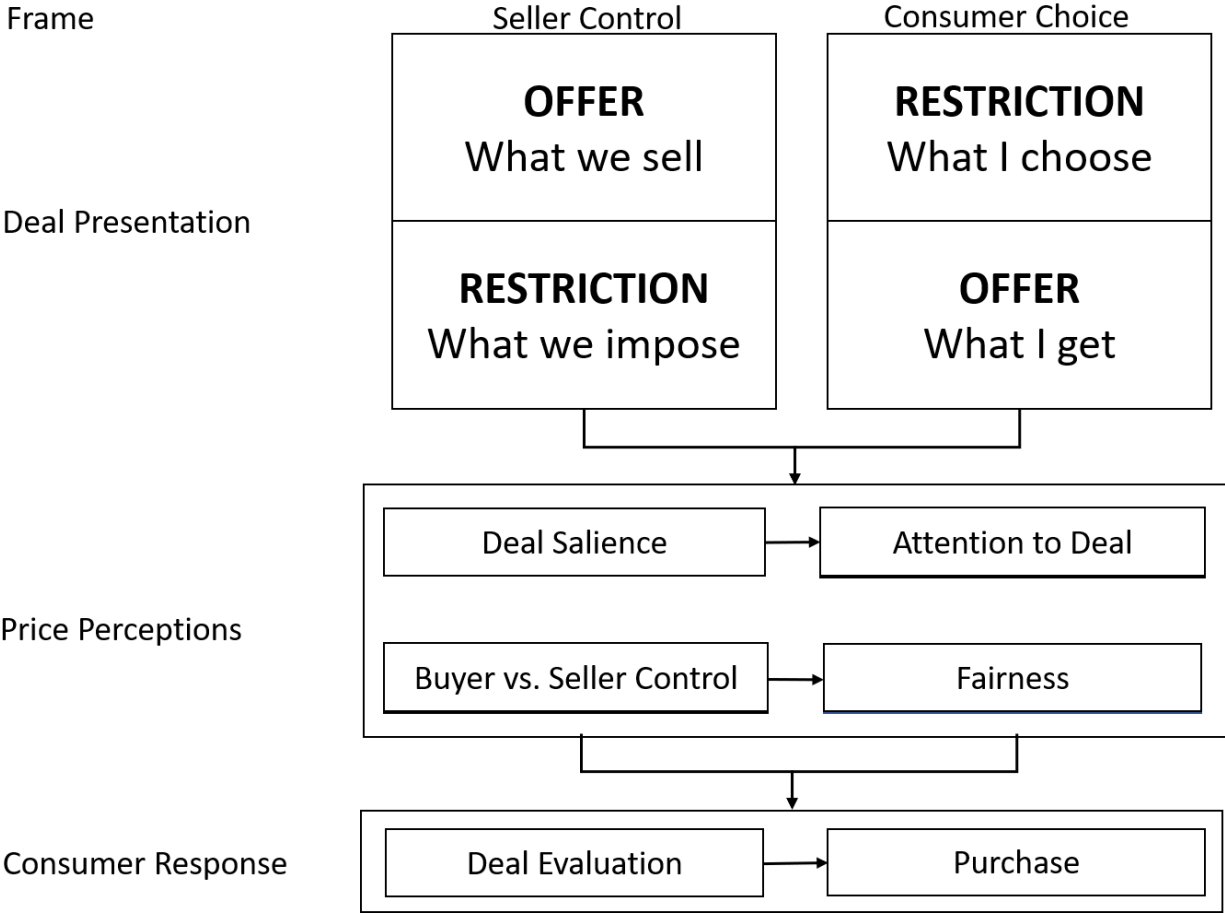 Frame
Seller Control
Consumer Choice
Deal Presentation
OFFER
What we sell
RESTRICTION
What we impose
RESTRICTION
What I choose
OFFER
What I get
Price Perceptions
Deal Salience
Attention to Deal
Buyer vs. Seller Control
Fairness
Consumer Response
Deal Evaluation
Purchase